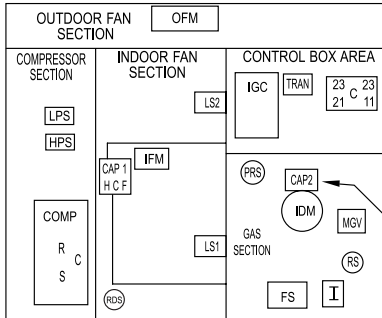 OUTDOOR FAN
SECTION
OFM
COMPRESSOR
SECTION
LPS
HPS
COMP
R
C
S
INDOOR FAN
SECTION
LS2
IFM
CAP 1
H C F
LS1
RDS
CONTROL BOX AREA
IGC
TRAN
23 C 23
21 11
PRS
CAP2
IDM
MGV
GAS
SECTION
RS
FS
I